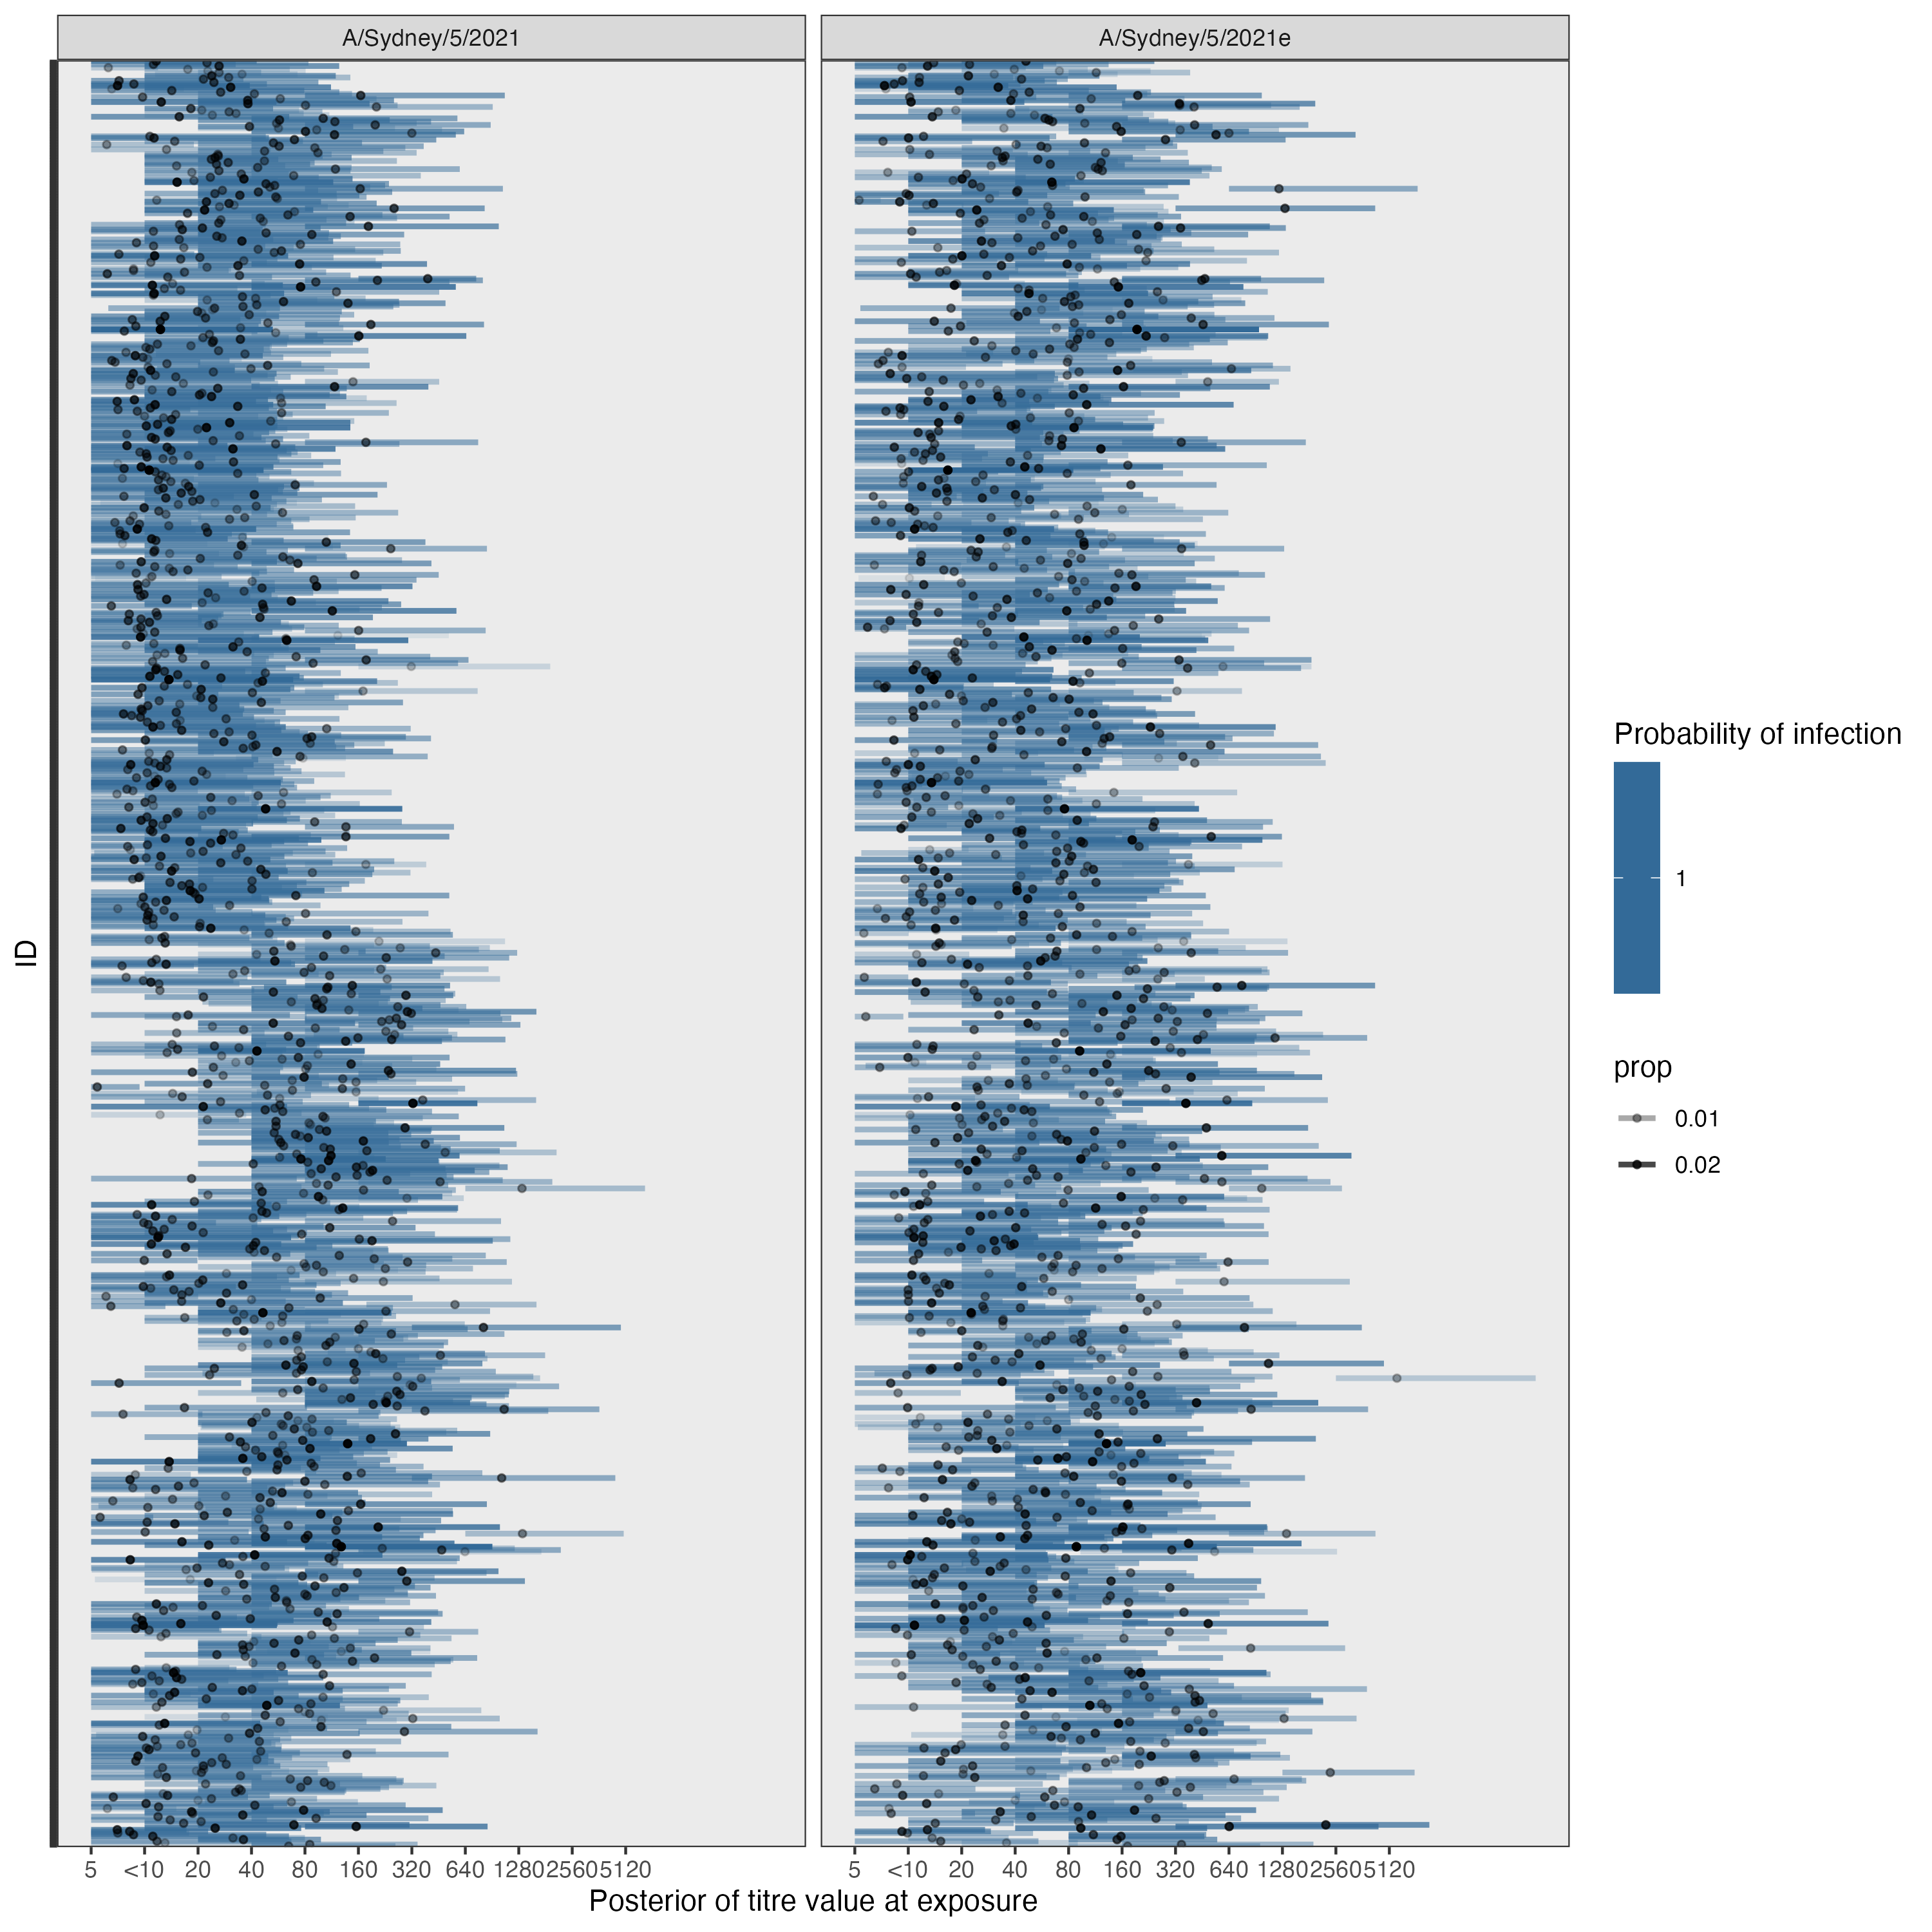 A/Sydney/5/2021
A/Sydney/5/2021e
ID
5 <10 20 40 80 160 320 640 1280 2560 5120
5 <10 20 40 80 160 320 640 1280 2560 5120
Posterior of titre value at exposure
Probability of infection
1
prop
0.01
0.02